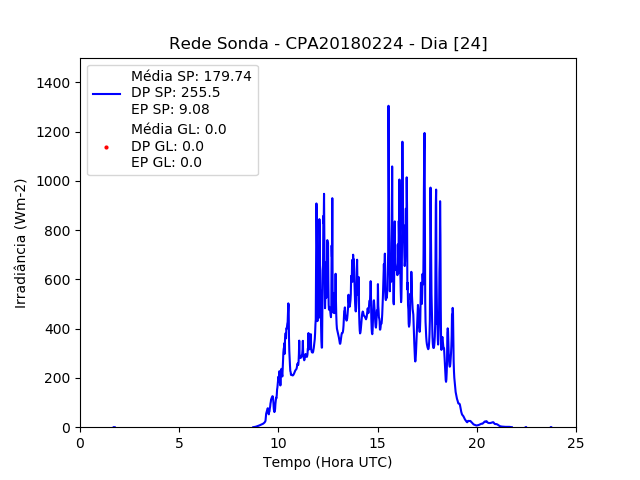 Rede Sonda - CPA20180224 - Dia [24]
Média SP: 179.74
DP SP: 255.5
EP SP: 9.08
Média GL: 0.0
DP GL: 0.0
EP GL: 0.0
Irradiância (Wm-2)
1400
1200
1000
800
600
400
200
0
0 5 10 15 20 25
Tempo (Hora UTC)